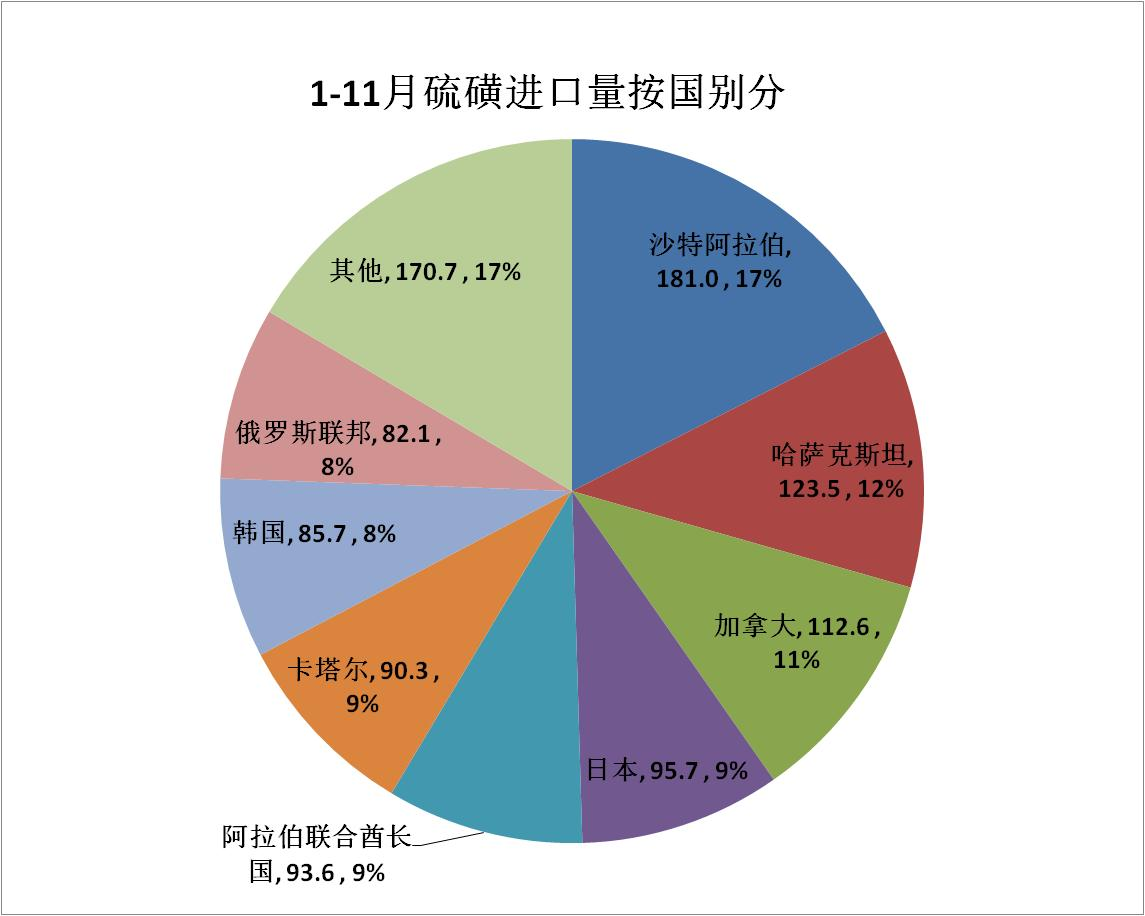 1-11月硫磺进口量按国别分
沙特阿拉伯,
181.0 , 17%
哈萨克斯坦,
123.5 , 12%
加拿大, 112.6 ,
11%
日本, 95.7 , 9%
阿拉伯联合酋长
国, 93.6 , 9%
卡塔尔, 90.3 ,
9%
韩国, 85.7 , 8%
俄罗斯联邦, 82.1 ,
8%
其他, 170.7 , 17%